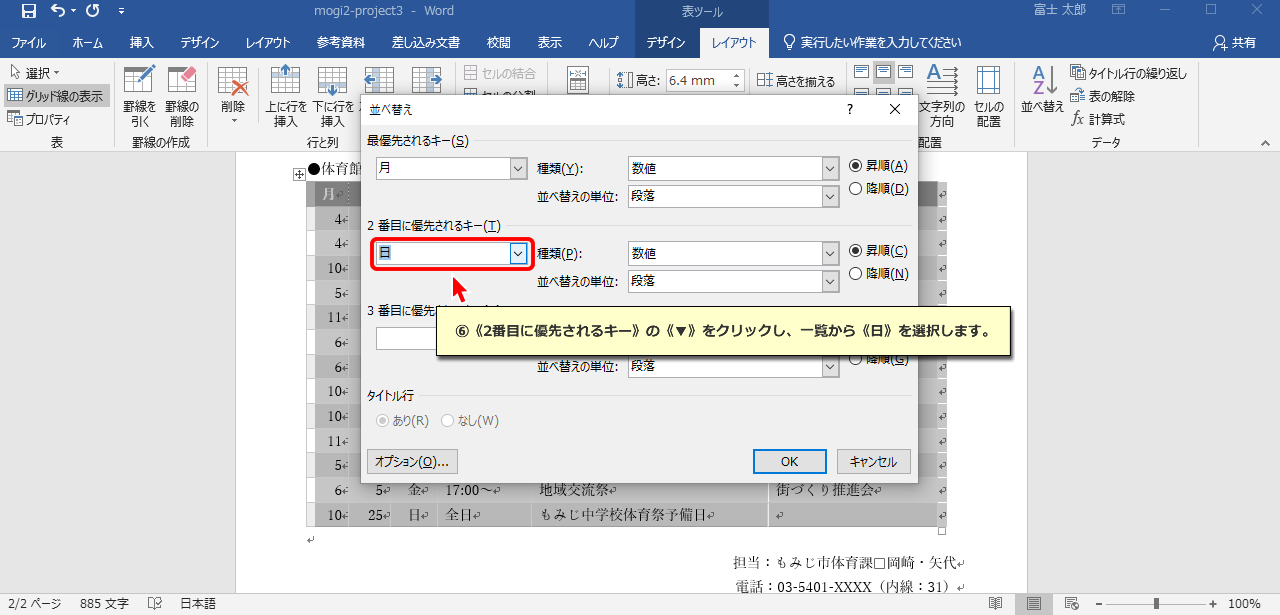 mogi2-project3 - Word
表ツール
富士 太郎
ファイル ホーム 挿入 デザイン レイアウト 参考資料 差し込み文書 校閲 表示 ヘルプ デザイン レイアウト 実行したい作業を入力してください 共有
選択
グリッド線の表示
プロパティ
表
罫線を引く
罫線の削除
罫線の作成
削除
上に行を挿入
下に行を挿入
行と列
セルの結合
高さ: 6.4 mm
高さを揃える
文字列の方向
セルの配置
配置
並べ替え
タイトル行の繰り返し
表の解除
fx 計算式
データ
●体育館
月
4
4
10
5
11
6
6
10
10
11
5
並べ替え ? ×
最優先されるキー(S)
月 種類(Y): 数値 昇順(A)
並べ替えの単位: 段落 降順(D)
2 番目に優先されるキー(T)
日 種類(P): 数値 昇順(C)
並べ替えの単位: 段落 降順(N)
3 番目に優先
⑥《2番目に優先されるキー》の《▼》をクリックし、一覧から《日》を選択します。
並べ替えの単位: 段落 降順(G)
タイトル行
あり(R) なし(W)
オプション(O)... OK キャンセル
6 5 金 17:00～ 地域交流祭 街づくり推進会
10 25 日 全日 もみじ中学校体育祭予備日
担当：もみじ市体育課□岡崎・矢代
電話：03-5401-XXXX（内線：31）
2/2 ページ 885 文字 日本語 100%